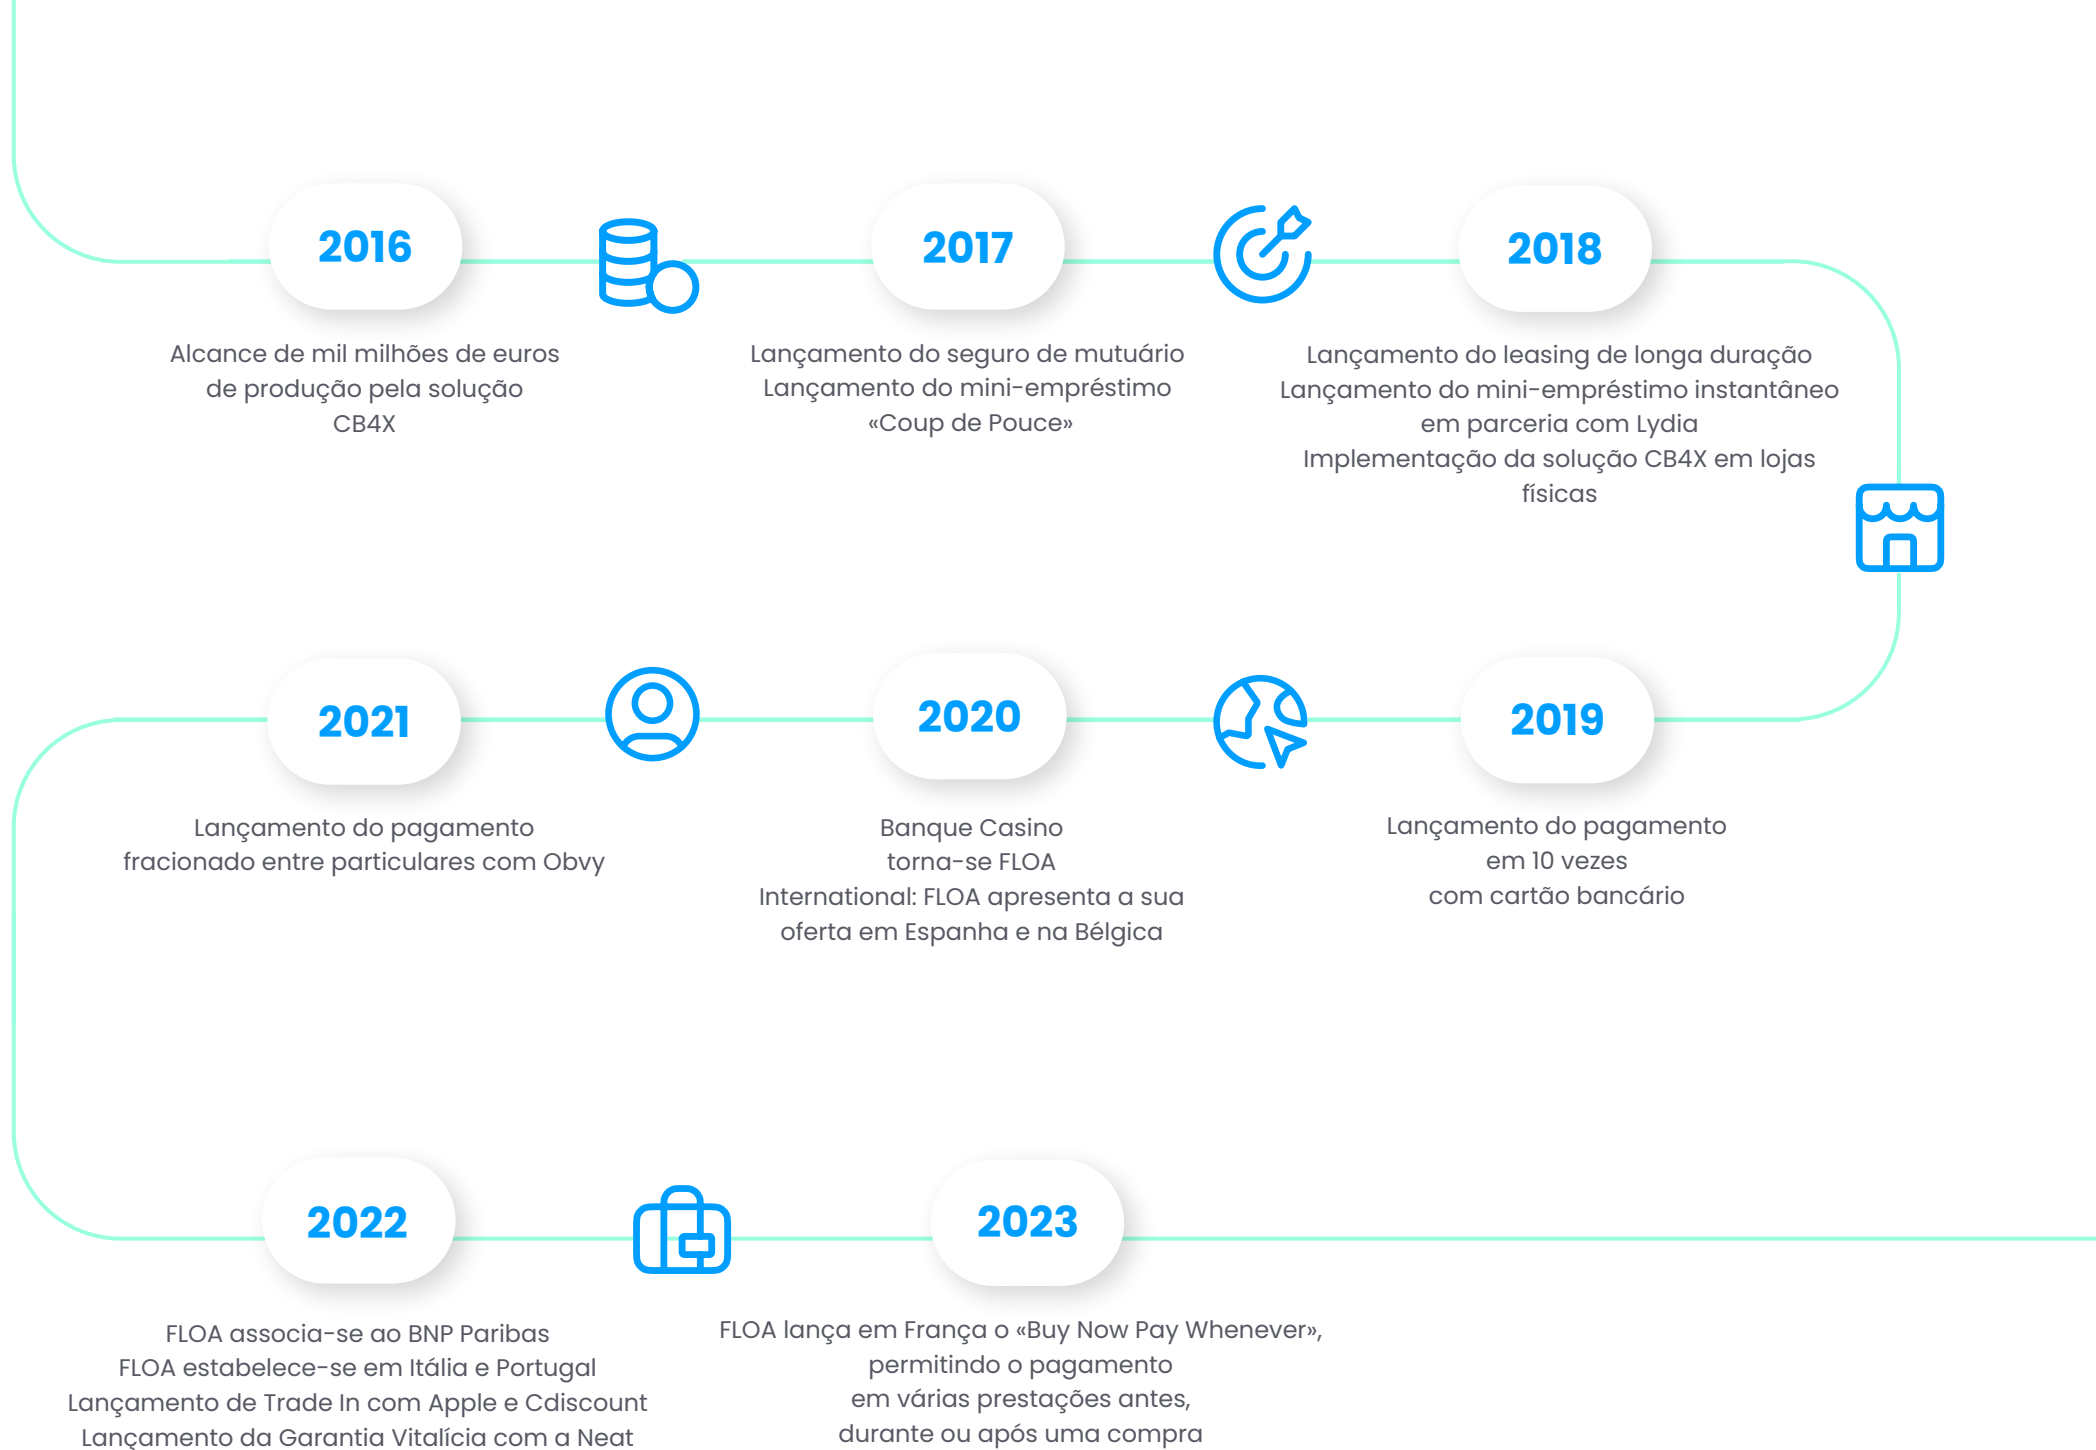 2016
Alcance de mil milhões de euros
de produção pela solução
CB4X
2017
Lançamento do seguro de mutuário
Lançamento do mini-empréstimo
«Coup de Pouce»
2018
Lançamento do leasing de longa duração
Lançamento do mini-empréstimo instantâneo
em parceria com Lydia
Implementação da solução CB4X em lojas
físicas
2019
Lançamento do pagamento
em 10 vezes
com cartão bancário
2020
Banque Casino
torna-se FLOA
International: FLOA apresenta a sua
oferta em Espanha e na Bélgica
2021
Lançamento do pagamento
fracionado entre particulares com Obvy
2022
FLOA associa-se ao BNP Paribas
FLOA estabelece-se em Itália e Portugal
Lançamento de Trade In com Apple e Cdiscount
Lançamento da Garantia Vitalícia com a Neat
2023
FLOA lança em França o «Buy Now Pay Whenever»,
permitindo o pagamento
em várias prestações antes,
durante ou após uma compra